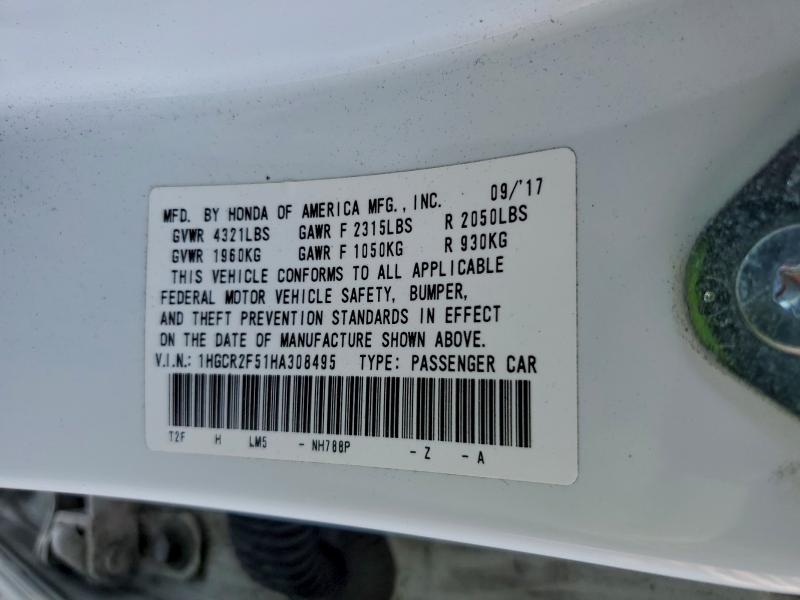 MFD. BY HONDA OF AMERICA MFG., INC. 09/'17
GVWR 4321LBS GAWR F 2315LBS R 2050LBS
GVWR 1960KG GAWR F 1050KG R 930KG
THIS VEHICLE CONFORMS TO ALL APPLICABLE
FEDERAL MOTOR VEHICLE SAFETY, BUMPER,
AND THEFT PREVENTION STANDARDS IN EFFECT
ON THE DATE OF MANUFACTURE SHOWN ABOVE.
V.I.N.: 1HGCR2F51HA308495 TYPE: PASSENGER CAR
T2F H LM5 - NH788P - Z - A